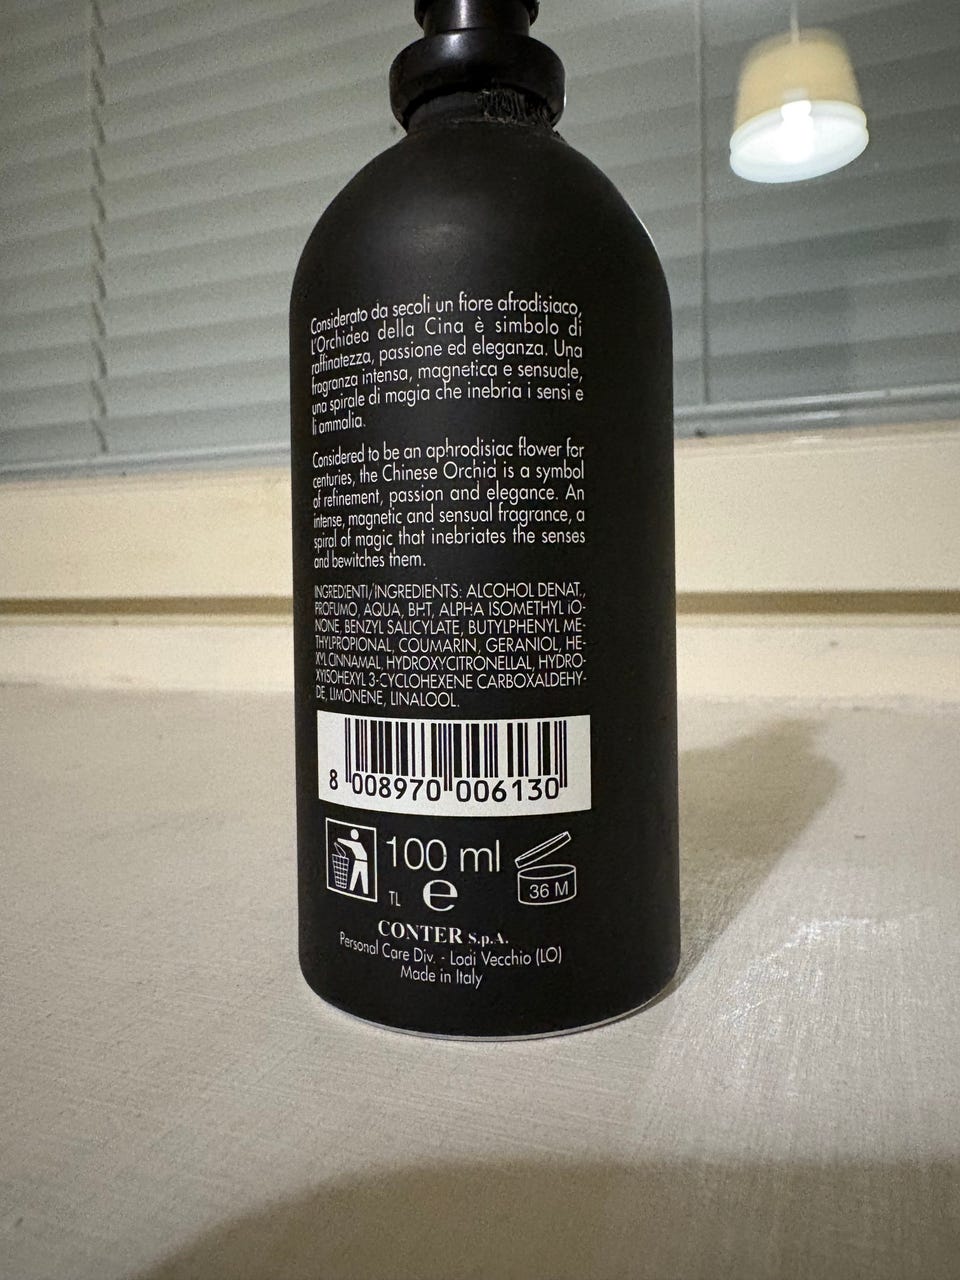 Considerato da secoli un fiore afrodisiaco,
L'Orchidea della Cina è simbolo di
raffinatezza, passione ed eleganza. Una
fragranza intensa, magnetica e sensuale,
una spirale di magia che inebria i sensi e
li ammalia.
Considered to be an aphrodisiac flower for
centuries, the Chinese Orchid is a symbol
of refinement, passion and elegance. An
intense, magnetic and sensual fragrance, a
spiral of magic that inebriates the senses
and bewitches them.
INGREDIENTI/INGREDIENTS: ALCOHOL DENAT.,
PROFUMO, AQUA, BHT, ALPHA ISOMETHYL IO-
NONE, BENZYL SALICYLATE, BUTYLPHENYL ME-
THYLPROPIONAL, COUMARIN, GERANIOL, HE-
XYL CINNAMAL, HYDROXYCITRONELLAL, HYDRO-
XYISOHEXYL 3-CYCLOHEXENE CARBOXALDEHY-
DE, LIMONENE, LINALOOL.
8 008970 006130
100 ml
36 M
TL e
CONTER S.p.A.
Personal Care Div. - Lodi Vecchio (LO)
Made in Italy